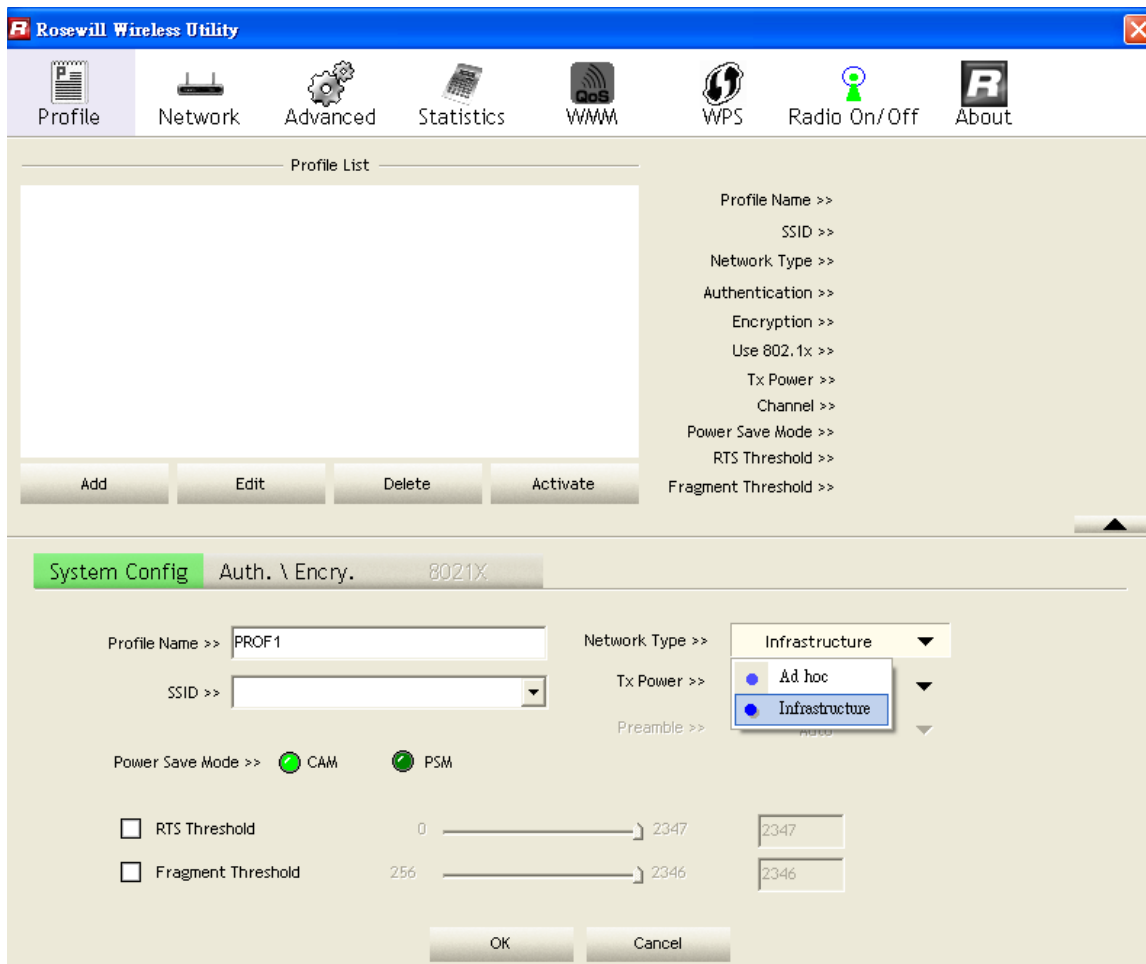 Rosewill Wireless Utility
Profile Network Advanced Statistics WMM WPS Radio On/Off About
QoS
Profile List
Profile Name >>
SSID >>
Network Type >>
Authentication >>
Encryption >>
Use 802.1x >>
Tx Power >>
Channel >>
Power Save Mode >>
RTS Threshold >>
Fragment Threshold >>
Add Edit Delete Activate
System Config Auth. \ Encry. 8021X
Profile Name >> PROF1 Network Type >> Infrastructure
SSID >> Tx Power >>
Ad hoc
Infrastructure
Preamble >> Auto
Power Save Mode >> CAM PSM
RTS Threshold 0 2347 2347
Fragment Threshold 256 2346 2346
OK Cancel